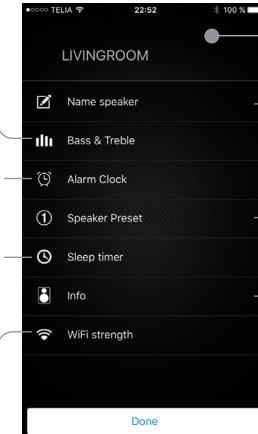 TELIA 22:52 100 %
LIVINGROOM
Name speaker
Bass & Treble
Alarm Clock
1 Speaker Preset
Sleep timer
Info
WiFi strength
Done